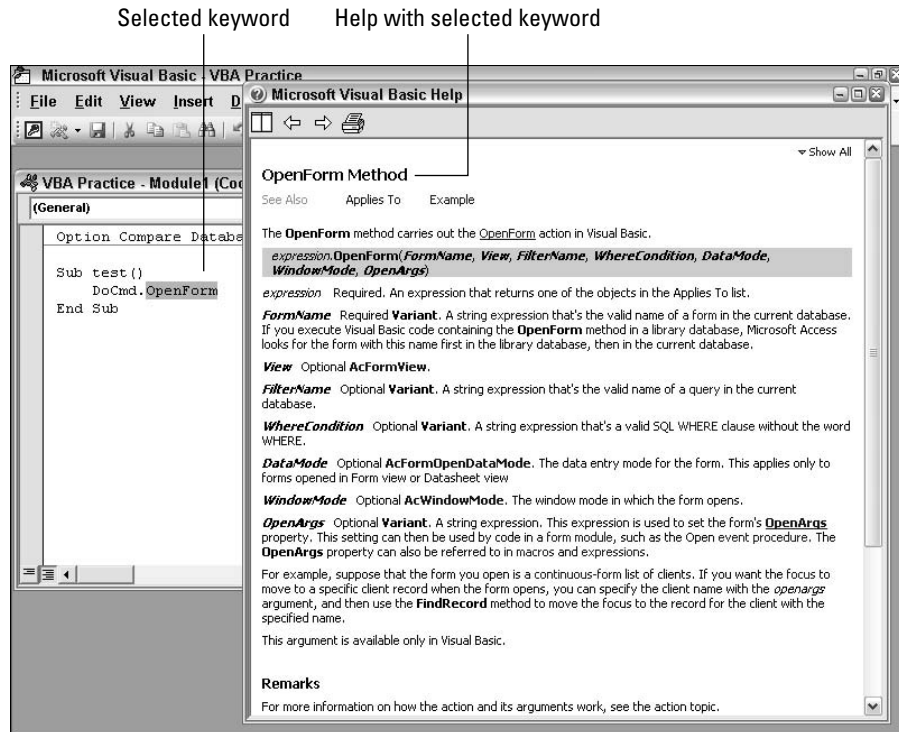 Selected keyword
Help with selected keyword
Microsoft Visual Basic - VBA Practice
File Edit View Insert D
Microsoft Visual Basic Help
Show All
VBA Practice - Module1 (Coo
(General)
Option Compare Databa
Sub test()
DoCmd.OpenForm
End Sub
OpenForm Method
See Also Applies To Example
The OpenForm method carries out the OpenForm action in Visual Basic.
expression.OpenForm(FormName, View, FilterName, WhereCondition, DataMode,
WindowMode, OpenArgs)
expression Required. An expression that returns one of the objects in the Applies To list.
FormName Required Variant. A string expression that's the valid name of a form in the current database.
If you execute Visual Basic code containing the OpenForm method in a library database, Microsoft Access
looks for the form with this name first in the library database, then in the current database.
View Optional AcFormView.
FilterName Optional Variant. A string expression that's the valid name of a query in the current
database.
WhereCondition Optional Variant. A string expression that's a valid SQL WHERE clause without the word
WHERE.
DataMode Optional AcFormOpenDataMode. The data entry mode for the form. This applies only to
forms opened in Form view or Datasheet view
WindowMode Optional AcWindowMode. The window mode in which the form opens.
OpenArgs Optional Variant. A string expression. This expression is used to set the form's OpenArgs
property. This setting can then be used by code in a form module, such as the Open event procedure. The
OpenArgs property can also be referred to in macros and expressions.
For example, suppose that the form you open is a continuous-form list of clients. If you want the focus to
move to a specific client record when the form opens, you can specify the client name with the openargs
argument, and then use the FindRecord method to move the focus to the record for the client with the
specified name.
This argument is available only in Visual Basic.
Remarks
For more information on how the action and its arguments work, see the action topic.